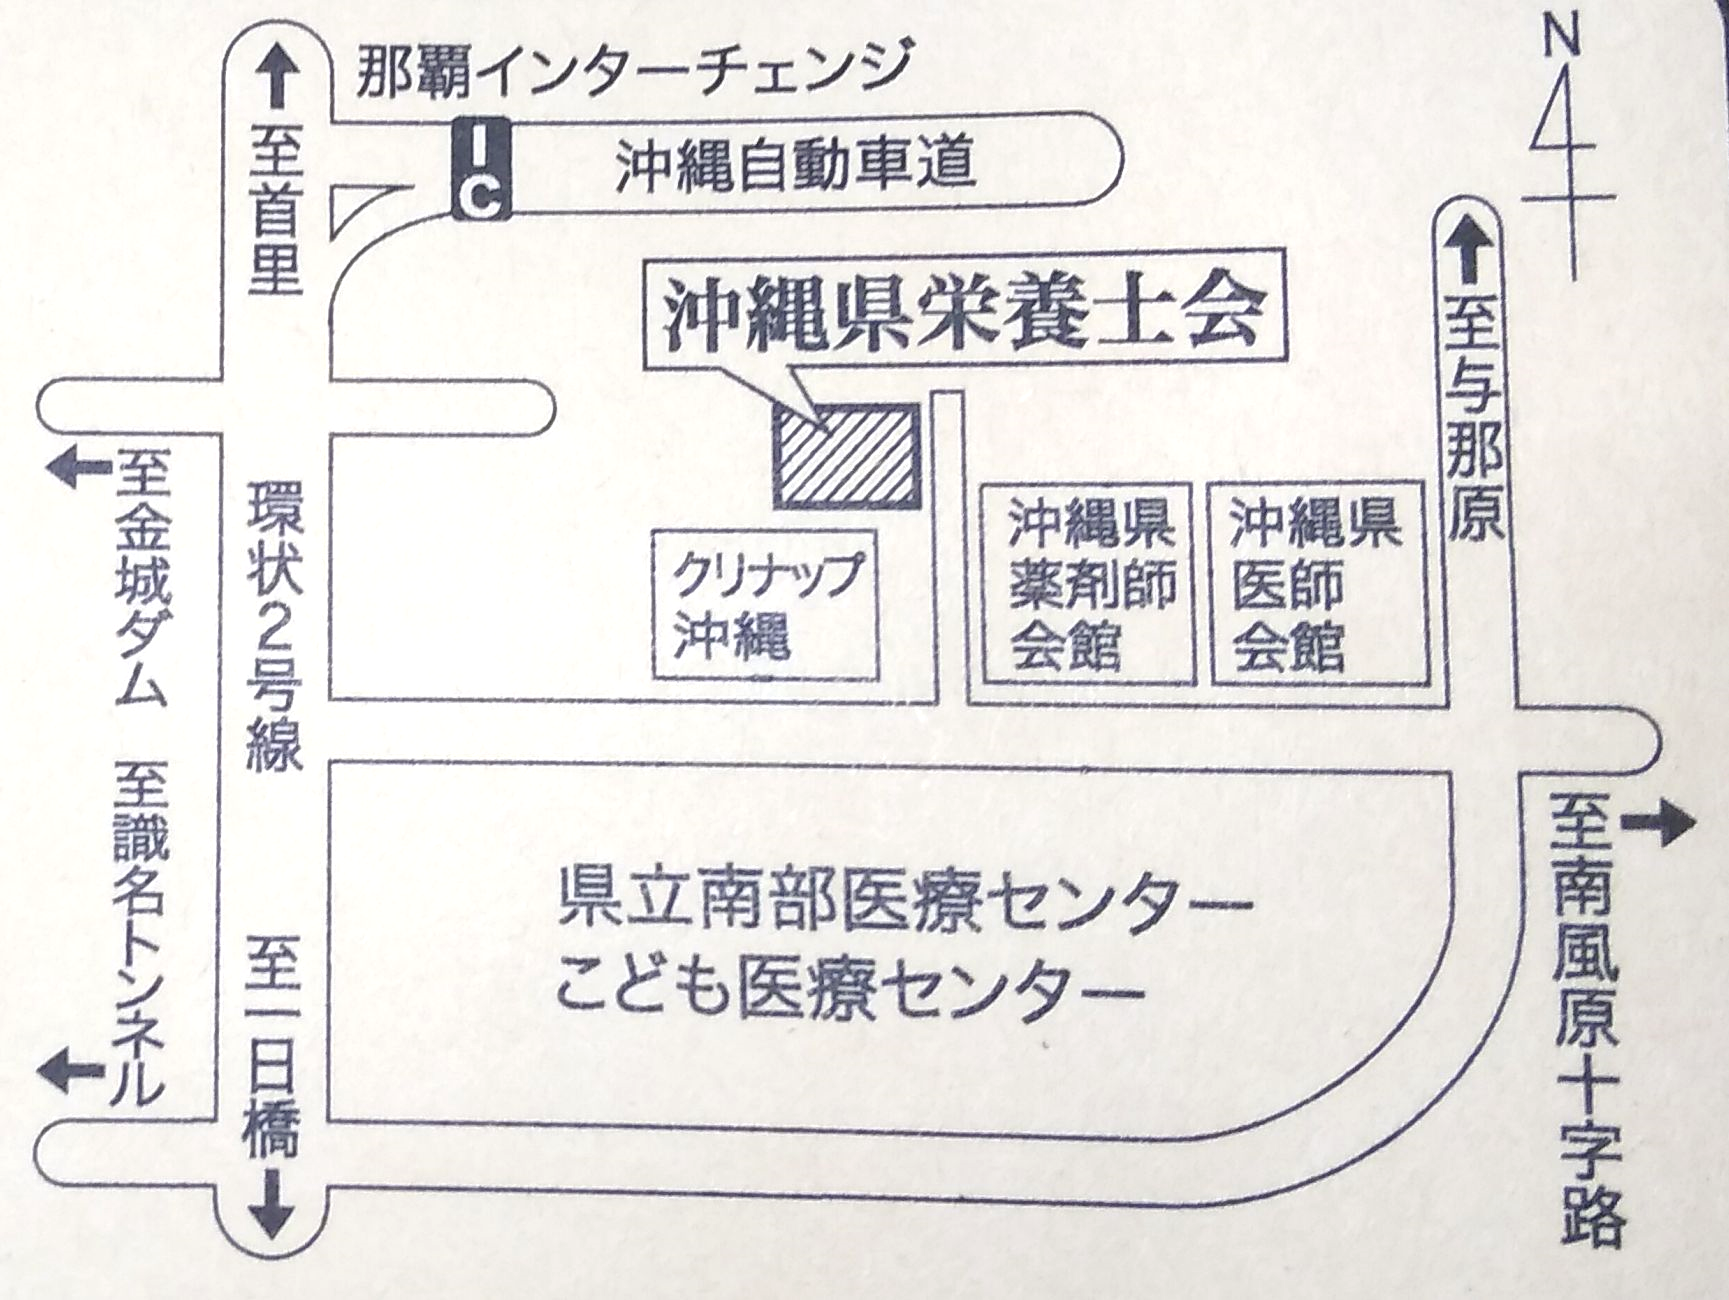 N
那覇インターチェンジ
至首里
IC
沖縄自動車道
沖縄県栄養士会
至与那原
至金城ダム
環状2号線
クリナップ
沖縄
沖縄県
薬剤師
会館
沖縄県
医師
会館
至識名トンネル
至一日橋
県立南部医療センター
こども医療センター
至南風原十字路